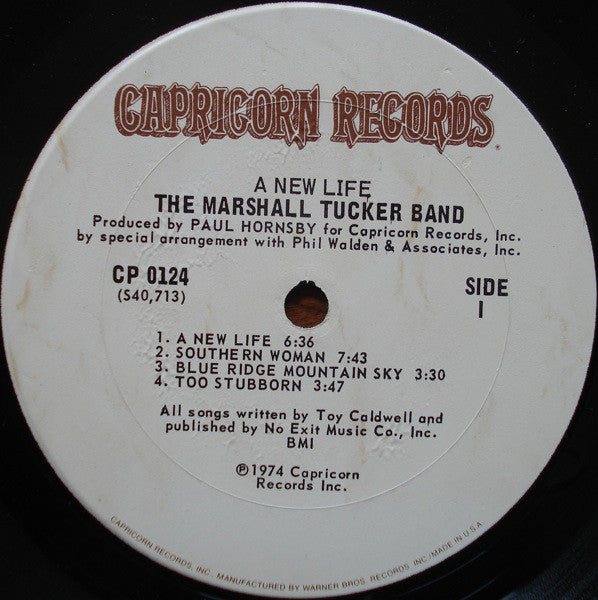 CAPRICORN RECORDS
A NEW LIFE
THE MARSHALL TUCKER BAND
Produced by PAUL HORNSBY for Capricorn Records, Inc.
by special arrangement with Phil Walden & Associates, Inc.
CP 0124
(S40,713)
SIDE
I
1. A NEW LIFE 6:36
2. SOUTHERN WOMAN 7:43
3. BLUE RIDGE MOUNTAIN SKY 3:30
4. TOO STUBBORN 3:47
All songs written by Toy Caldwell and
published by No Exit Music Co., Inc.
BMI
℗1974 Capricorn
Records Inc.
CAPRICORN RECORDS, INC., MANUFACTURED BY WARNER BROS. RECORDS INC./MADE IN U.S.A